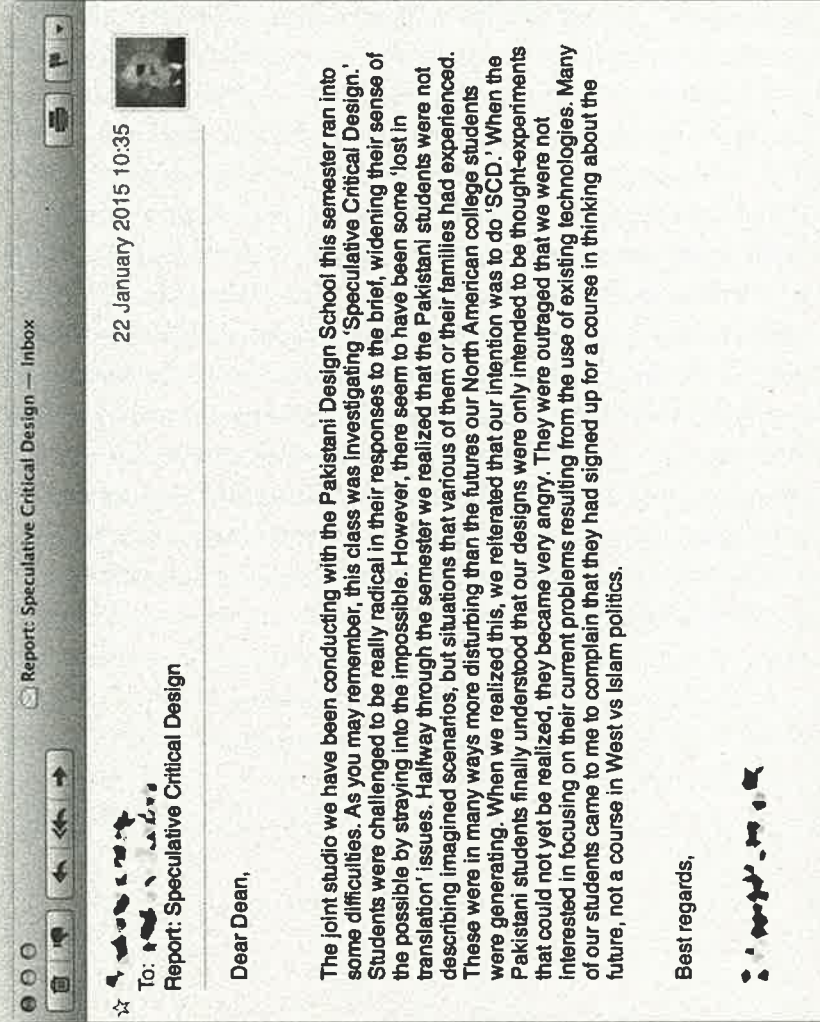 Report: Speculative Critical Design — Inbox
22 January 2015 10:35
To:
Report: Speculative Critical Design
Dear Dean,
The joint studio we have been conducting with the Pakistani Design School this semester ran into
some difficulties. As you may remember, this class was investigating ‘Speculative Critical Design.’
Students were challenged to be really radical in their responses to the brief, widening their sense of
the possible by straying into the impossible. However, there seem to have been some ‘lost in
translation’ issues. Halfway through the semester we realized that the Pakistani students were not
describing imagined scenarios, but situations that various of them or their families had experienced.
These were in many ways more disturbing than the futures our North American college students
were generating. When we realized this, we reiterated that our intention was to do ‘SCD.’ When the
Pakistani students finally understood that our designs were only intended to be thought-experiments
that could not yet be realized, they became very angry. They were outraged that we were not
interested in focusing on their current problems resulting from the use of existing technologies. Many
of our students came to me to complain that they had signed up for a course in thinking about the
future, not a course in West vs Islam politics.
Best regards,